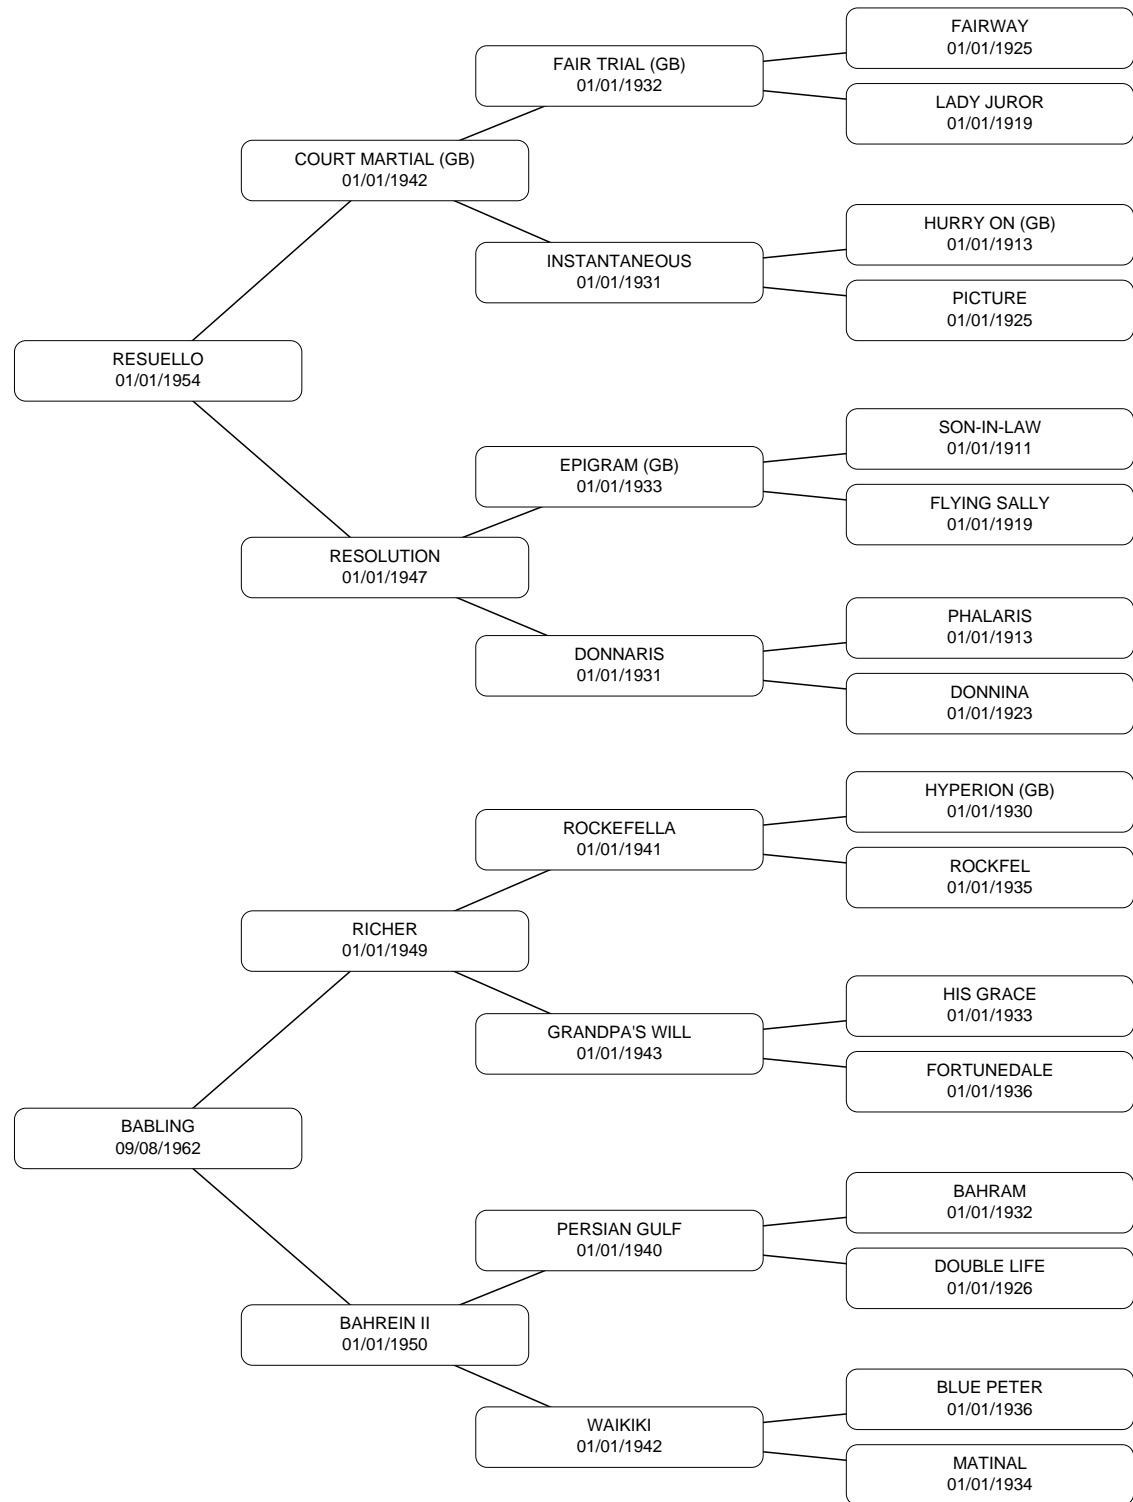 FAIRWAY
01/01/1925
FAIR TRIAL (GB)
01/01/1932
LADY JUROR
01/01/1919
COURT MARTIAL (GB)
01/01/1942
HURRY ON (GB)
01/01/1913
INSTANTANEOUS
01/01/1931
PICTURE
01/01/1925
RESUELLO
01/01/1954
SON-IN-LAW
01/01/1911
EPIGRAM (GB)
01/01/1933
FLYING SALLY
01/01/1919
RESOLUTION
01/01/1947
PHALARIS
01/01/1913
DONNARIS
01/01/1931
DONNINA
01/01/1923
HYPERION (GB)
01/01/1930
ROCKEFELLA
01/01/1941
ROCKFEL
01/01/1935
RICHER
01/01/1949
HIS GRACE
01/01/1933
GRANDPA'S WILL
01/01/1943
FORTUNEDALE
01/01/1936
BABLING
09/08/1962
BAHRAM
01/01/1932
PERSIAN GULF
01/01/1940
DOUBLE LIFE
01/01/1926
BAHREIN II
01/01/1950
BLUE PETER
01/01/1936
WAIKIKI
01/01/1942
MATINAL
01/01/1934